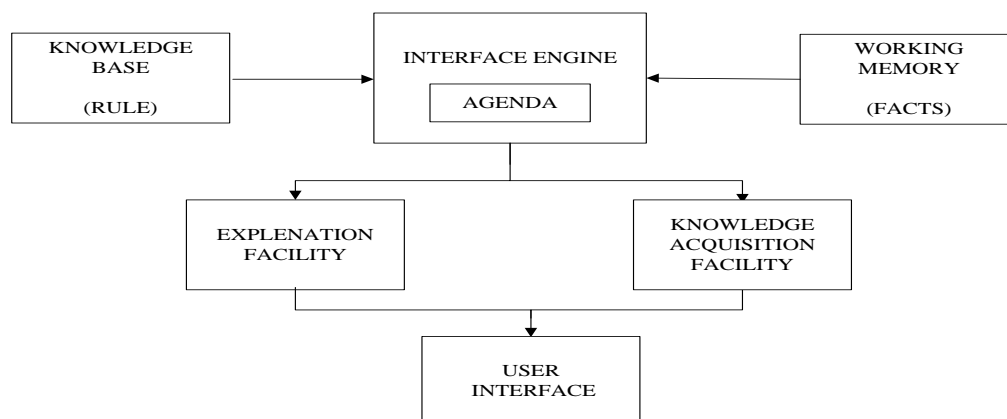 KNOWLEDGE
BASE
(RULE)
INTERFACE ENGINE
AGENDA
WORKING
MEMORY
(FACTS)
EXPLENATION
FACILITY
KNOWLEDGE
ACQUISITION
FACILITY
USER
INTERFACE